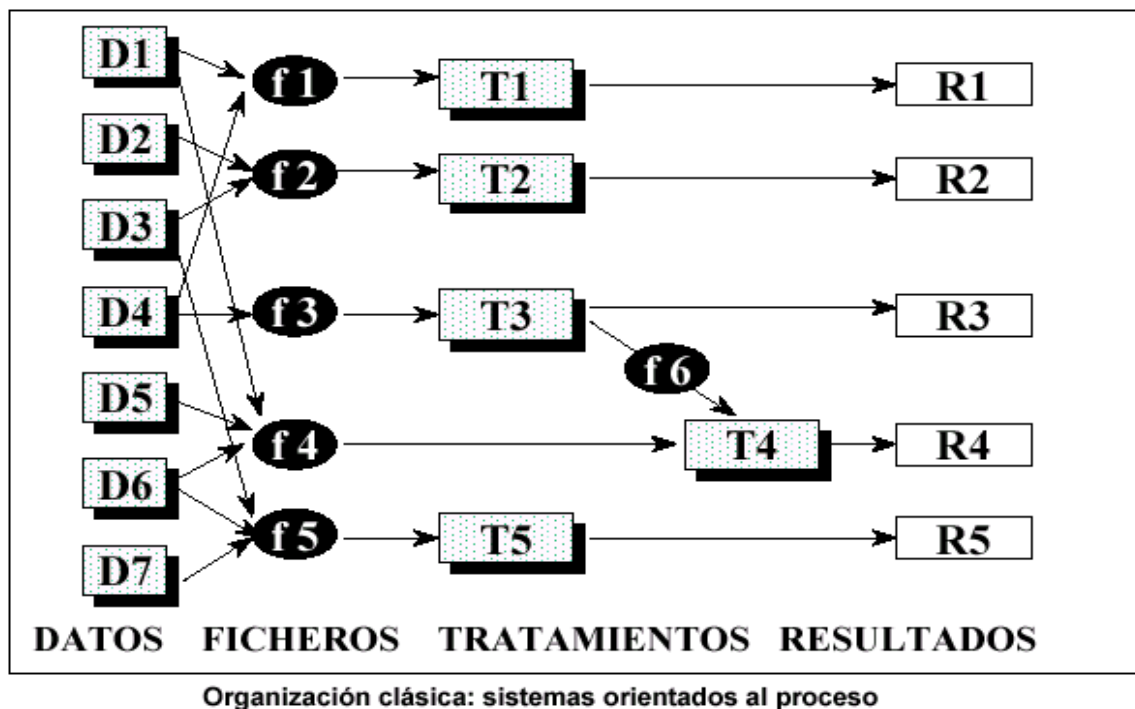 D1 f 1 T1 R1
D2 f 2 T2 R2
D3
D4 f 3 T3 R3
f 6
D5
f 4 T4 R4
D6
f 5 T5 R5
D7
DATOS FICHEROS TRATAMIENTOS RESULTADOS
Organización clásica: sistemas orientados al proceso